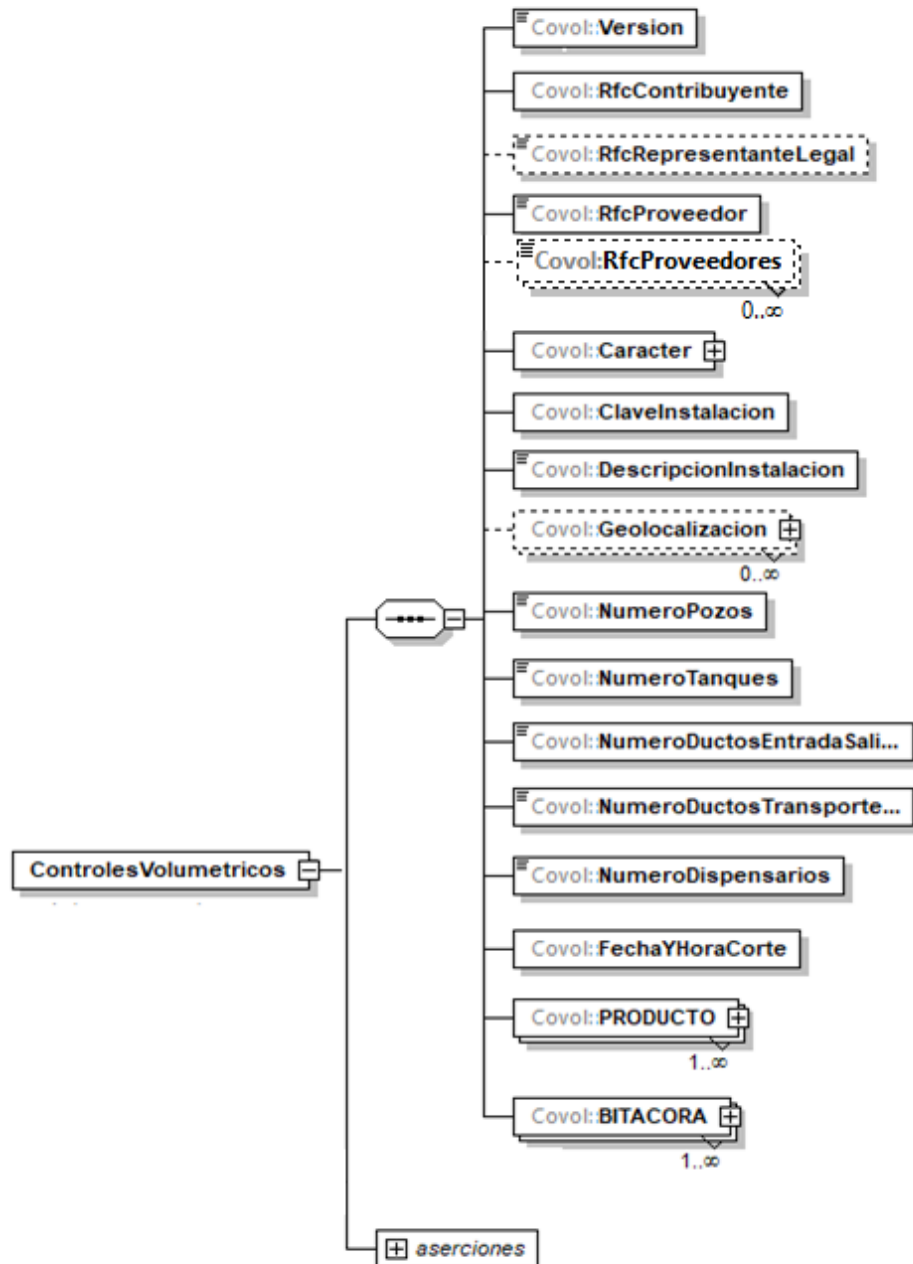 Covol::Version
Covol::RfcContribuyente
Covol::RfcRepresentanteLegal
Covol::RfcProveedor
Covol:RfcProveedores
0..∞
Covol::Caracter
Covol::ClaveInstalacion
Covol::DescripcionInstalacion
Covol::Geolocalizacion
0..∞
Covol::NumeroPozos
Covol::NumeroTanques
Covol::NumeroDuctosEntradaSali...
Covol::NumeroDuctosTransporte...
ControlesVolumetricos
Covol::NumeroDispensarios
Covol::FechaYHoraCorte
Covol::PRODUCTO
1..∞
Covol::BITACORA
1..∞
aserciones